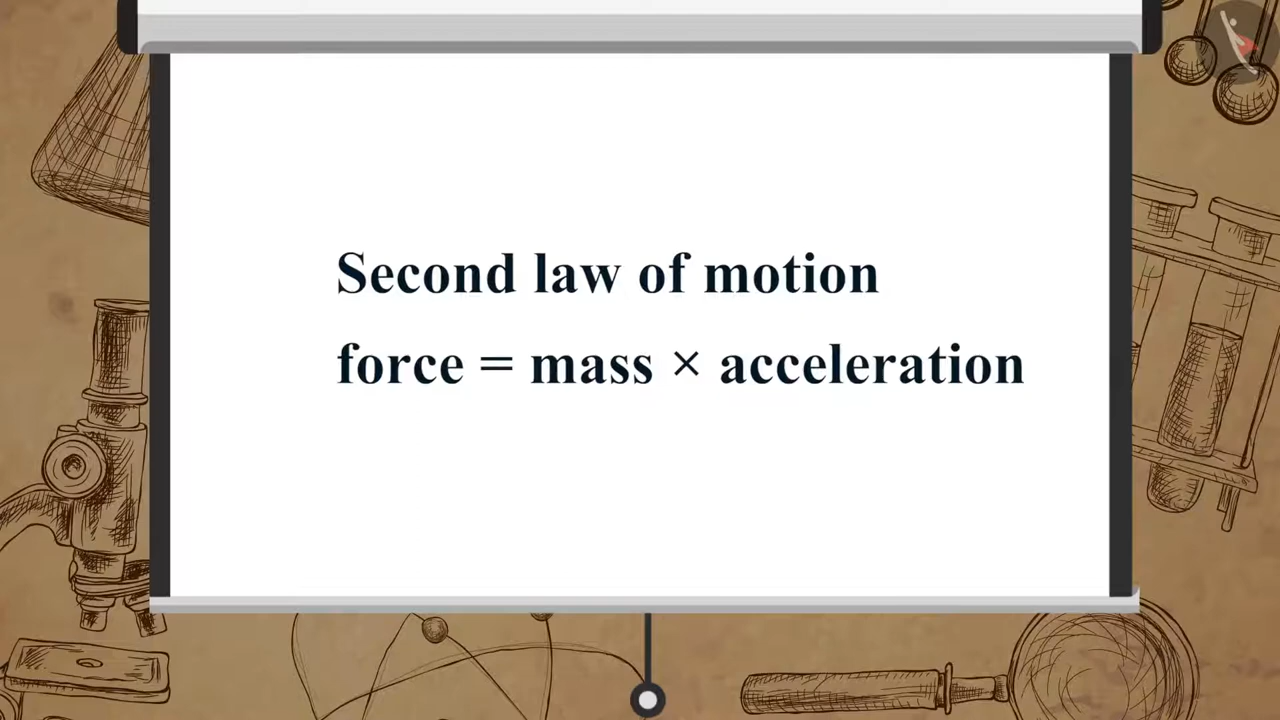 Second law of motion
force = mass × acceleration